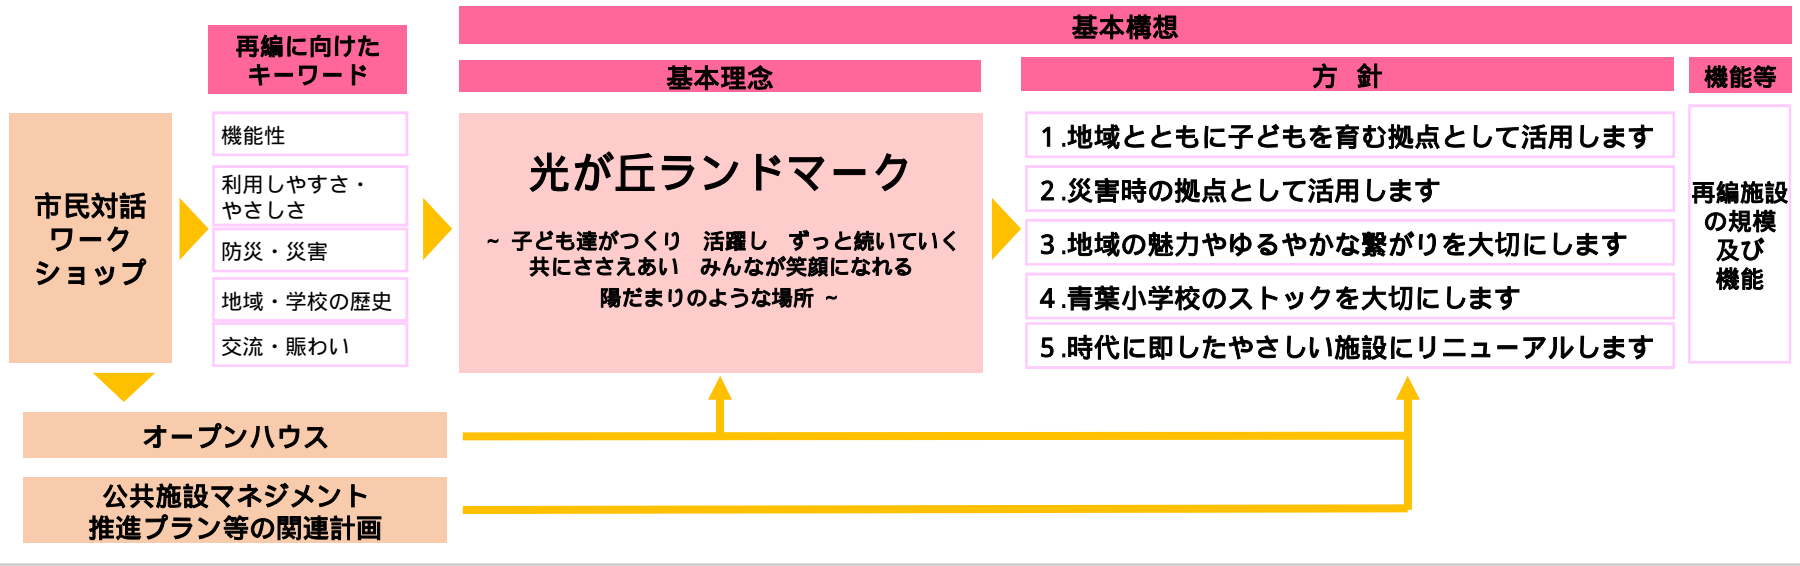 基本構想
再編に向けた
キーワード
基本理念
方 針
機能等
市民対話
ワーク
ショップ
機能性
利用しやすさ・
やさしさ
防災・災害
地域・学校の歴史
交流・賑わい
光が丘ランドマーク
~ 子ども達がつくり 活躍し ずっと続いていく
共にささえあい みんなが笑顔になれる
陽だまりのような場所 ~
1.地域とともに子どもを育む拠点として活用します
2.災害時の拠点として活用します
3.地域の魅力やゆるやかな繋がりを大切にします
4.青葉小学校のストックを大切にします
5.時代に即したやさしい施設にリニューアルします
再編施設
の規模
及び
機能
オープンハウス
公共施設マネジメント
推進プラン等の関連計画